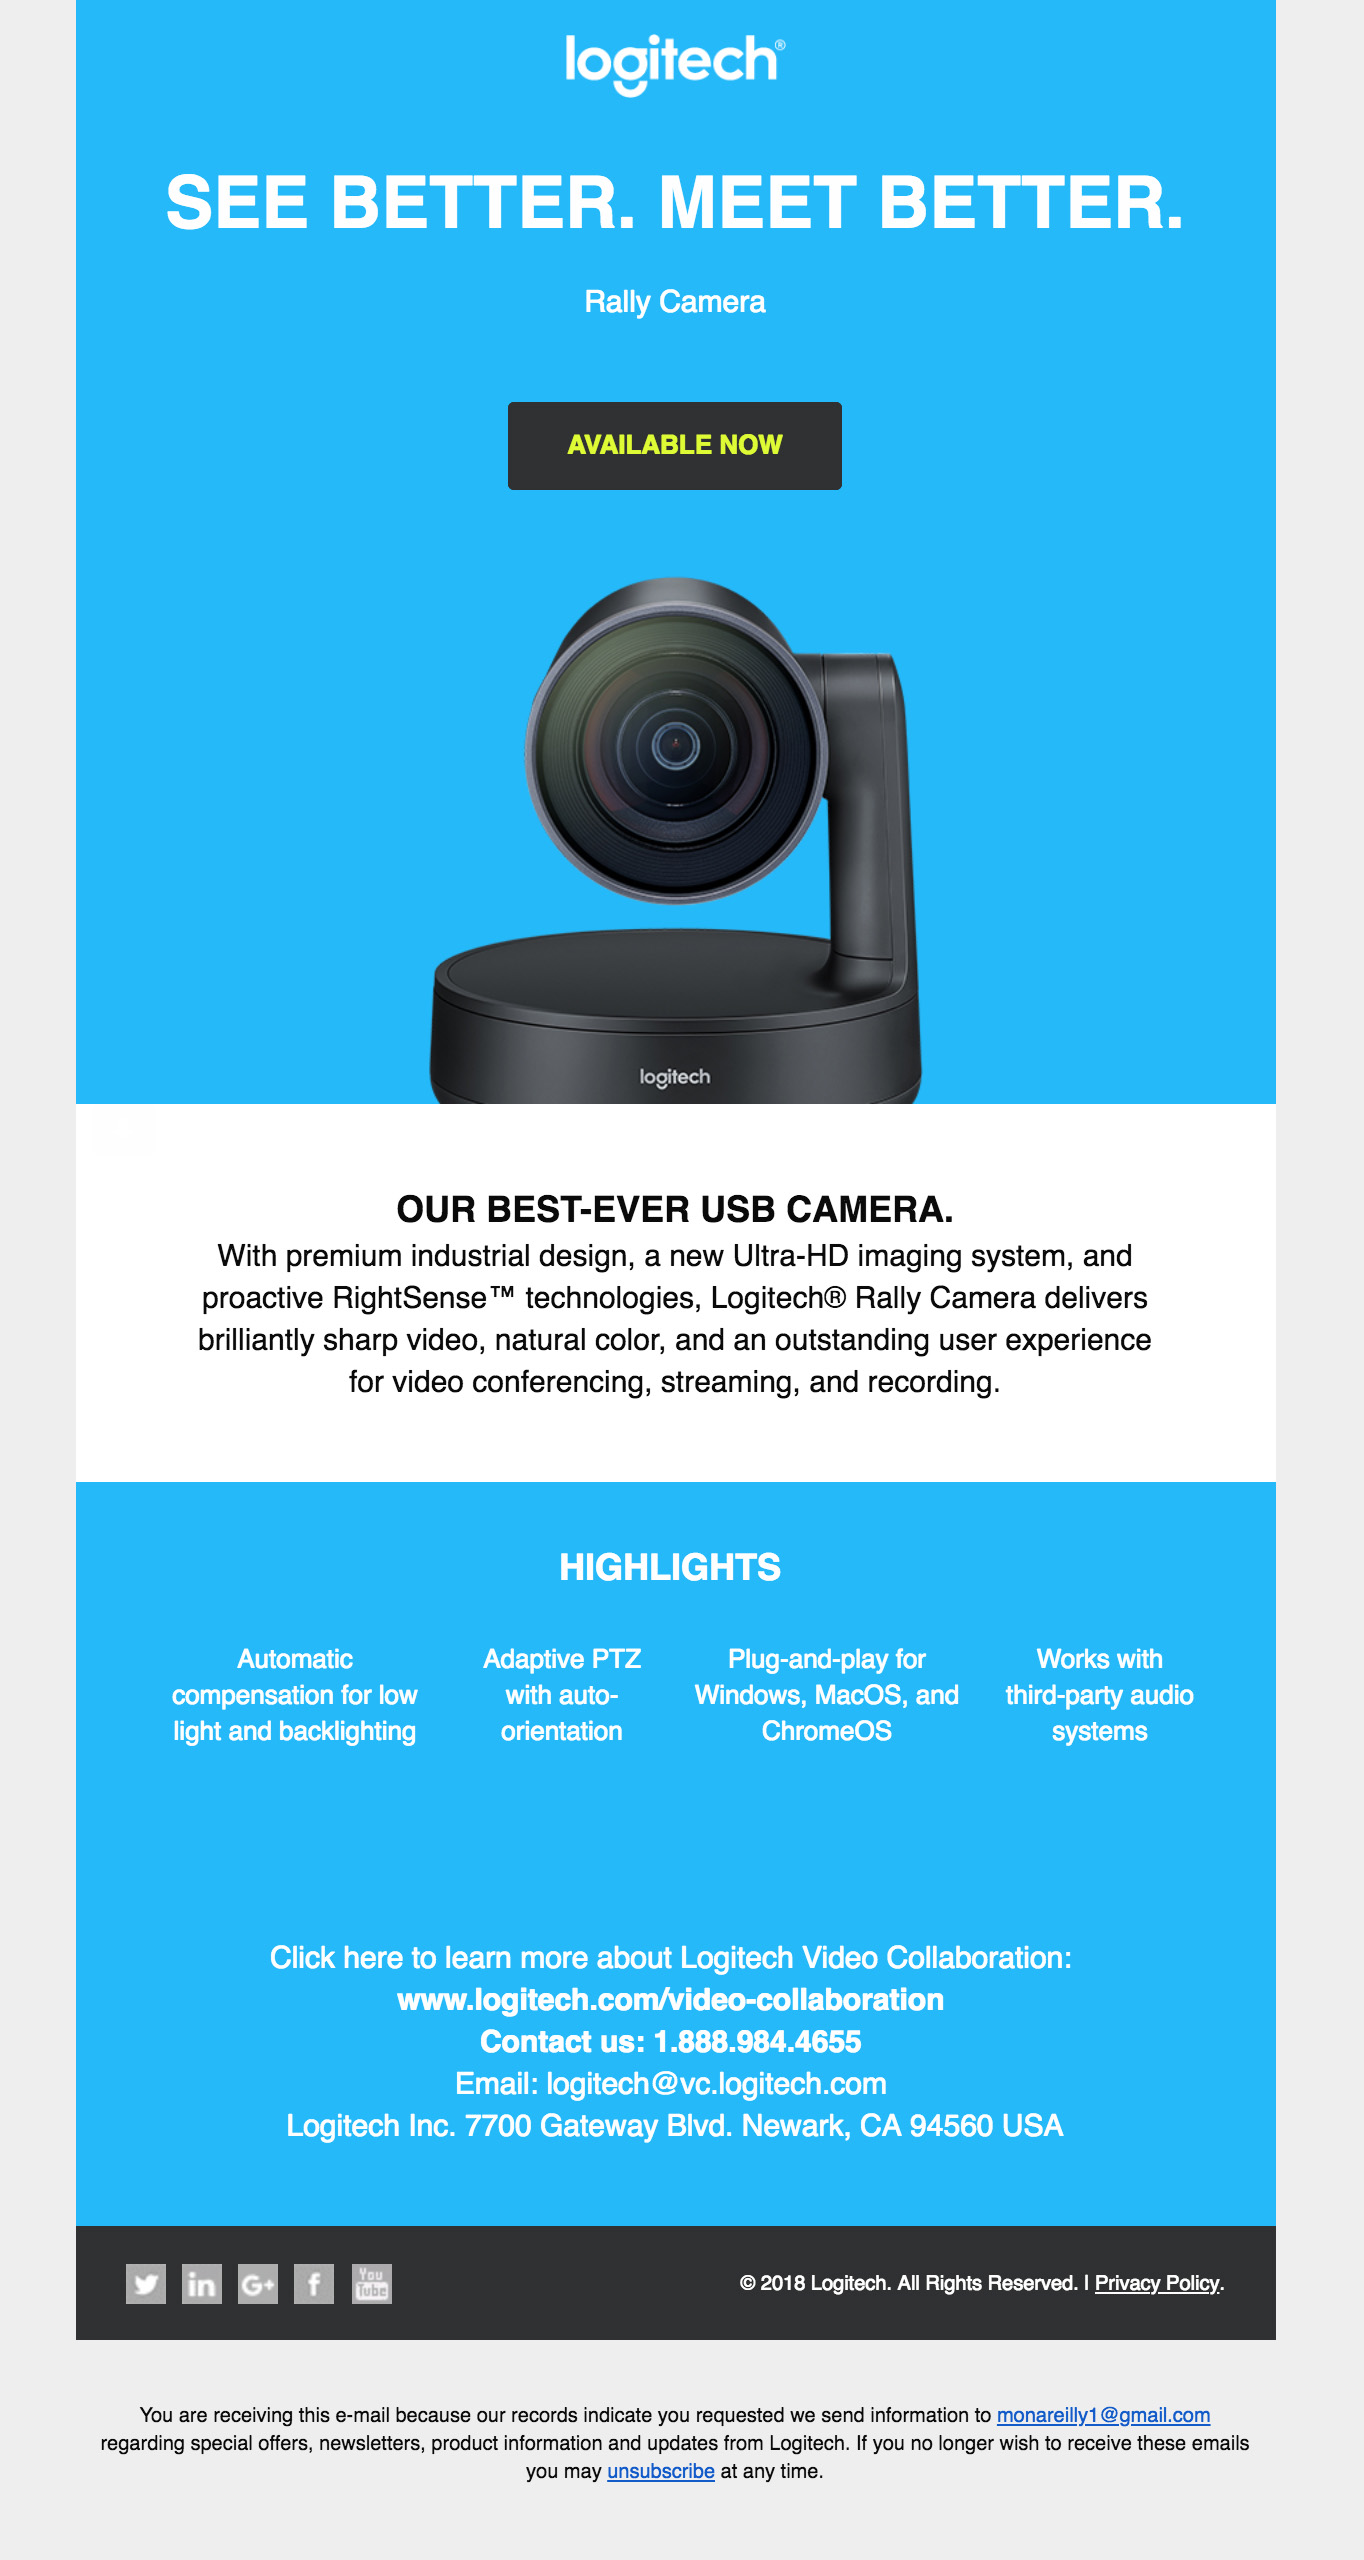 logitech®
SEE BETTER. MEET BETTER.
Rally Camera
AVAILABLE NOW
logitech
OUR BEST-EVER USB CAMERA.
With premium industrial design, a new Ultra-HD imaging system, and
proactive RightSense™ technologies, Logitech® Rally Camera delivers
brilliantly sharp video, natural color, and an outstanding user experience
for video conferencing, streaming, and recording.
HIGHLIGHTS
Automatic
compensation for low
light and backlighting
Adaptive PTZ
with auto-
orientation
Plug-and-play for
Windows, MacOS, and
ChromeOS
Works with
third-party audio
systems
Click here to learn more about Logitech Video Collaboration:
www.logitech.com/video-collaboration
Contact us: 1.888.984.4655
Email: logitech@vc.logitech.com
Logitech Inc. 7700 Gateway Blvd. Newark, CA 94560 USA
in G+ f You Tube
© 2018 Logitech. All Rights Reserved. | Privacy Policy.
You are receiving this e-mail because our records indicate you requested we send information to monareilly1@gmail.com
regarding special offers, newsletters, product information and updates from Logitech. If you no longer wish to receive these emails
you may unsubscribe at any time.